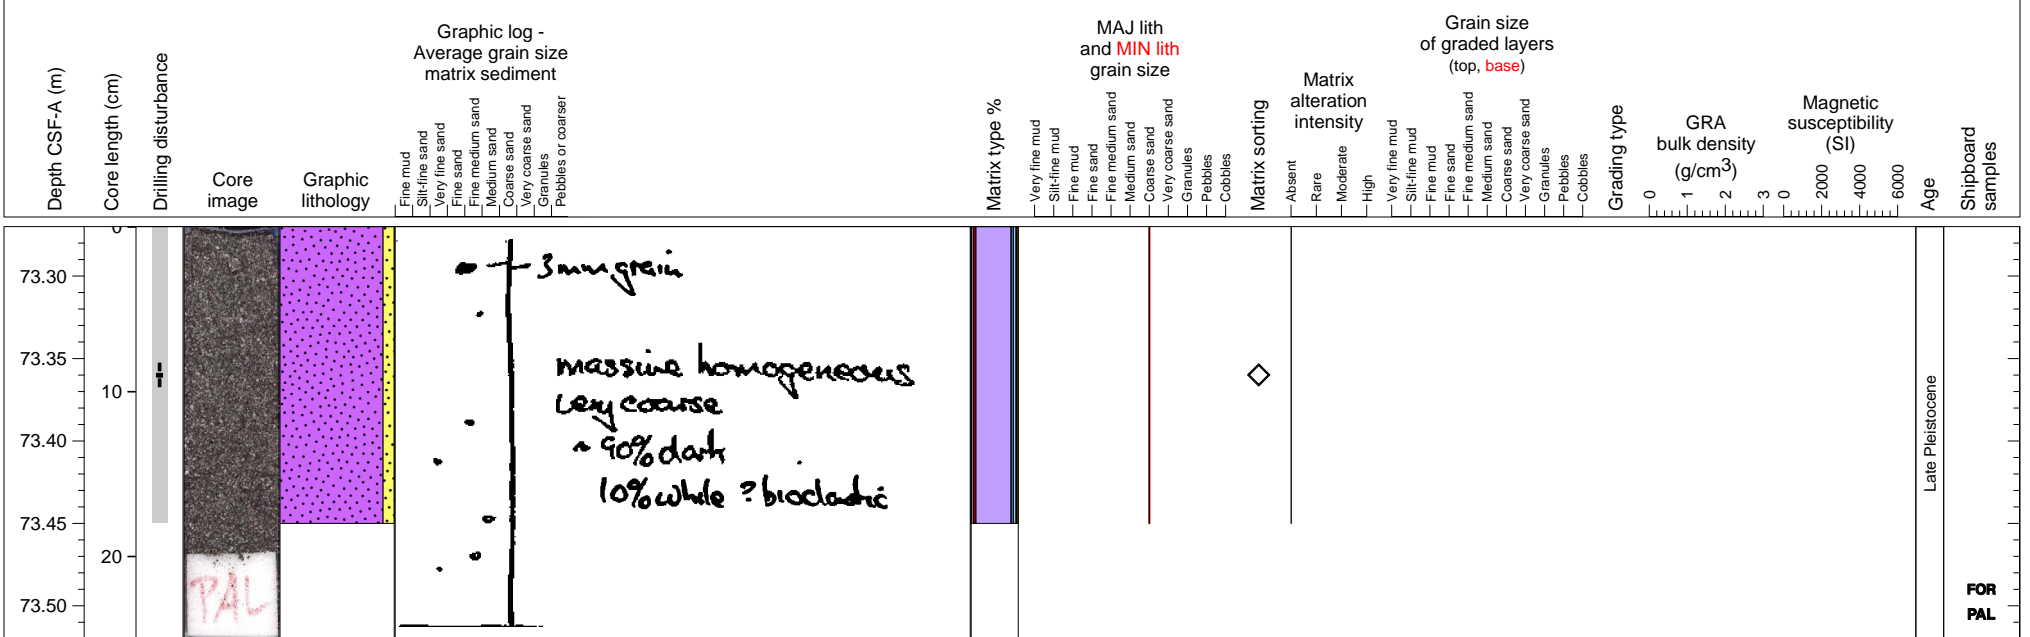 Depth CSF-A (m)
Core length (cm)
Drilling disturbance
Core
image
Graphic
lithology
Graphic log -
Average grain size
matrix sediment
Fine mud
Silt-fine sand
Very fine sand
Fine sand
Fine medium sand
Medium sand
Coarse sand
Very coarse sand
Granules
Pebbles or coarser
Matrix type %
MAJ lith
and MIN lith
grain size
Very fine mud
Silt-fine mud
Fine mud
Fine sand
Fine medium sand
Medium sand
Coarse sand
Very coarse sand
Granules
Pebbles
Cobbles
Matrix sorting
Matrix
alteration
intensity
Absent
Rare
Moderate
High
Grain size
of graded layers
(top, base)
Very fine mud
Silt-fine mud
Fine mud
Fine sand
Fine medium sand
Medium sand
Coarse sand
Very coarse sand
Granules
Pebbles
Cobbles
Grading type
GRA
bulk density
(g/cm3)
0 1 2 3
Magnetic
susceptibility
(SI)
0 2000 4000 6000
Age
Shipboard
samples
0
73.30
3mm grain
73.35
massive homogeneous
10
very coarse
73.40
~ 90% dark
10% white ? bioclastic
73.45
Late Pleistocene
20
PAL
73.50
FOR
PAL